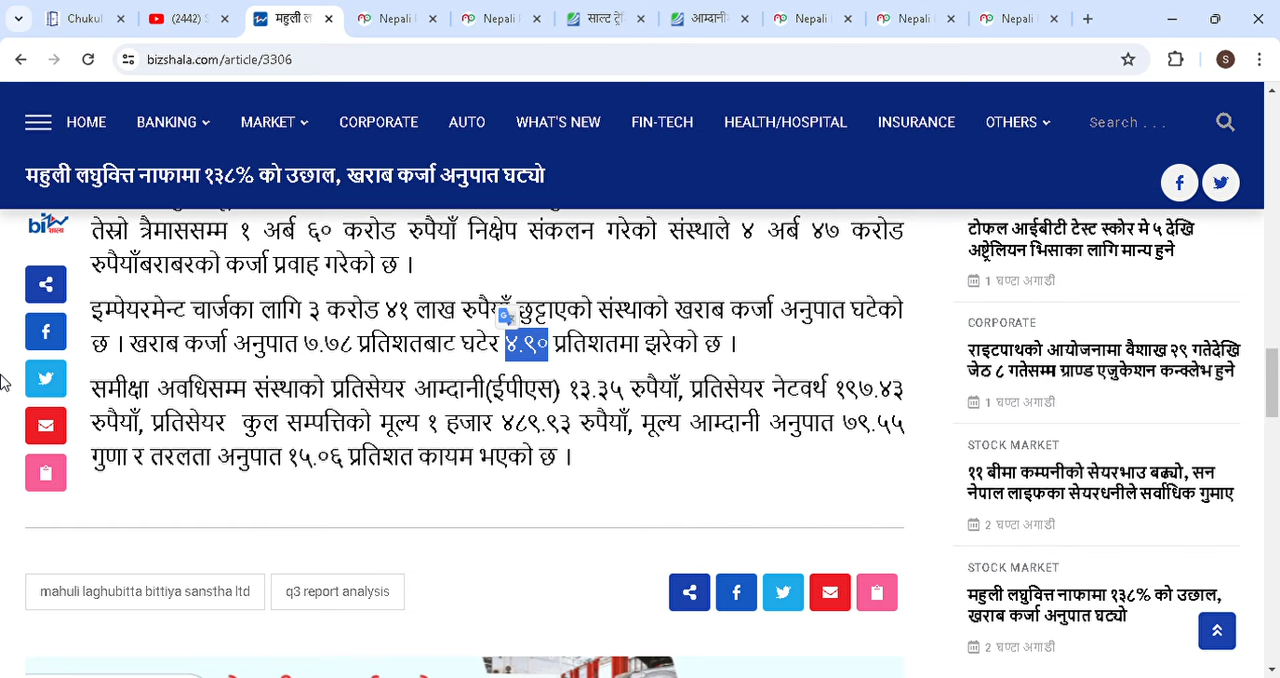 Chukul
(2442) S
महुली ल
Nepali
Nepali
साल्ट ट्रे
आम्दानी
Nepali
Nepali
Nepali
bizshala.com/article/3306
S
HOME BANKING MARKET CORPORATE AUTO WHAT'S NEW FIN-TECH HEALTH/HOSPITAL INSURANCE OTHERS Search . . .
महुली लघुवित्त नाफामा १३८% को उछाल, खराब कर्जा अनुपात घट्यो
तेस्रो त्रैमाससम्म १ अर्ब ६० करोड रुपैयाँ निक्षेप संकलन गरेको संस्थाले ४ अर्ब ४७ करोड
रुपैयाँबराबरको कर्जा प्रवाह गरेको छ ।
इम्पेयरमेन्ट चार्जका लागि ३ करोड ४१ लाख रुपैयाँ छुट्टाएको संस्थाको खराब कर्जा अनुपात घटेको
छ । खराब कर्जा अनुपात ७.७८ प्रतिशतबाट घटेर ४.९० प्रतिशतमा झरेको छ ।
समीक्षा अवधिसम्म संस्थाको प्रतिसेयर आम्दानी(ईपीएस) १३.३५ रुपैयाँ, प्रतिसेयर नेटवर्थ १९७.४३
रुपैयाँ, प्रतिसेयर कुल सम्पत्तिको मूल्य १ हजार ४८९.९३ रुपैयाँ, मूल्य आम्दानी अनुपात ७९.५५
गुणा र तरलता अनुपात १५.०६ प्रतिशत कायम भएको छ ।
mahuli laghubitta bittiya sanstha ltd
q3 report analysis
टोफल आईबीटी टेस्ट स्कोर मे ५ देखि
अष्ट्रेलियन भिसाका लागि मान्य हुने
1 घण्टा अगाडी
CORPORATE
राइटपाथको आयोजनामा वैशाख २९ गतेदेखि
जेठ ८ गतेसम्म ग्राण्ड एजुकेशन कन्क्लेभ हुने
1 घण्टा अगाडी
STOCK MARKET
११ बीमा कम्पनीको सेयरभाउ बढ्यो, सन
नेपाल लाइफका सेयरधनीले सर्वाधिक गुमाए
2 घण्टा अगाडी
STOCK MARKET
महुली लघुवित्त नाफामा १३८% को उछाल,
खराब कर्जा अनुपात घट्यो
2 घण्टा अगाडी